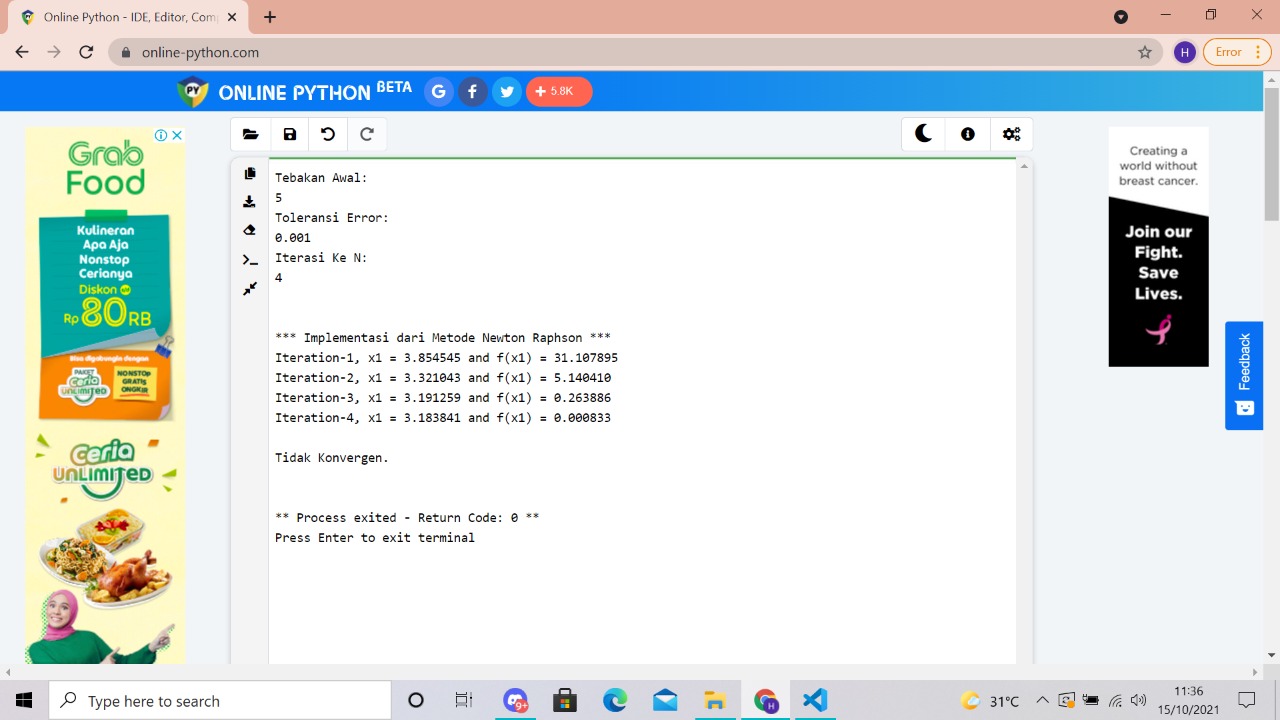 Online Python - IDE, Editor, Com
online-python.com
H
Error
PY
ONLINE PYTHON BETA
G
f
+ 5.8K
Grab
Food
Kulineran
Apa Aja
Nonstop
Cerianya
Diskon
Rp 80 RB
Bisa digabungin dengan
PAKET
Ceria
UNLIMITED
NONSTOP
GRATIS
ONGKIR
Ceria
UNLIMITED
Tebakan Awal:
5
Toleransi Error:
0.001
Iterasi Ke N:
4
*** Implementasi dari Metode Newton Raphson ***
Iteration-1, x1 = 3.854545 and f(x1) = 31.107895
Iteration-2, x1 = 3.321043 and f(x1) = 5.140410
Iteration-3, x1 = 3.191259 and f(x1) = 0.263886
Iteration-4, x1 = 3.183841 and f(x1) = 0.000833
Tidak Konvergen.
** Process exited - Return Code: 0 **
Press Enter to exit terminal
Creating a
world without
breast cancer.
Join our
Fight.
Save
Lives.
Feedback
Type here to search
9+
H
31°C
11:36
15/10/2021